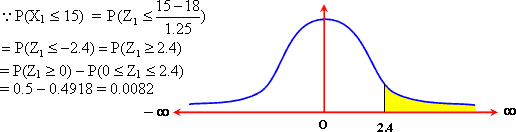 ∵ P(X₁ ≤ 15) = P(Z₁ ≤ (15 − 18)/1.25)
= P(Z₁ ≤ −2.4) = P(Z₁ ≥ 2.4)
= P(Z₁ ≥ 0) − P(0 ≤ Z₁ ≤ 2.4)
= 0.5 − 0.4918 = 0.0082
−∞ ∞
0 2.4